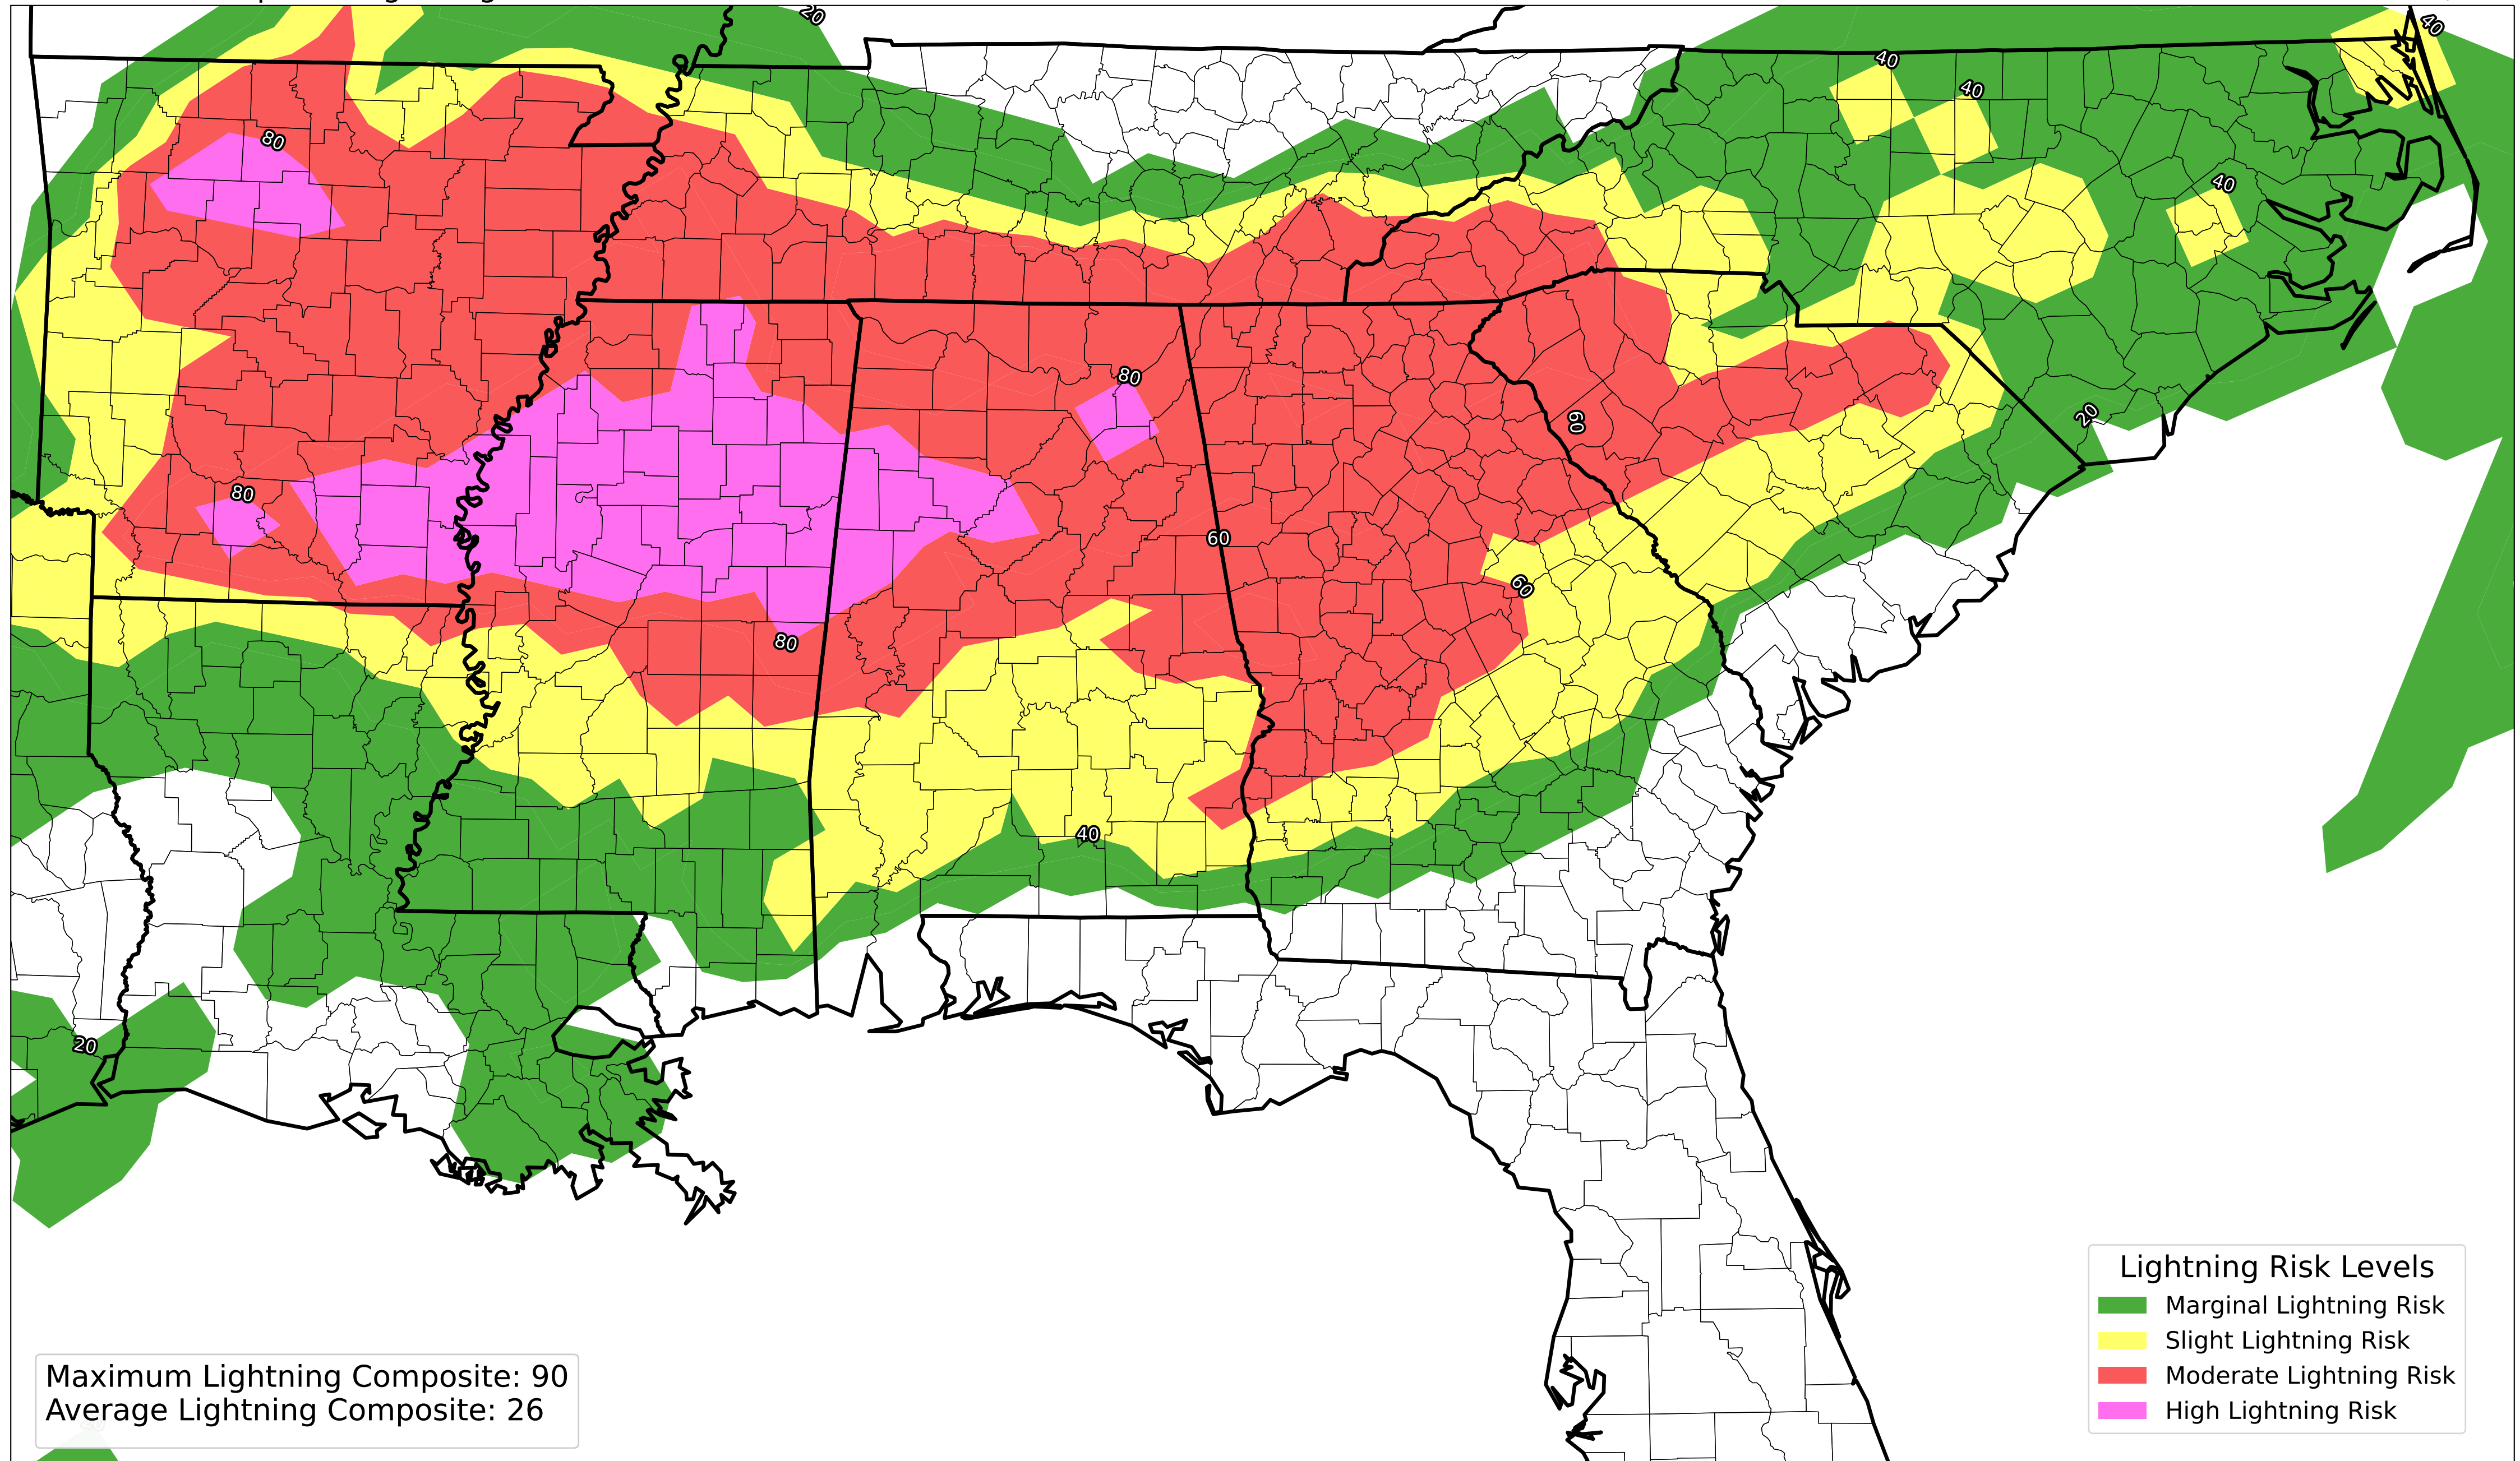 20
40
40
40
80
40
80
20
60
80
60
60
80
40
20
Lightning Risk Levels
Marginal Lightning Risk
Slight Lightning Risk
Moderate Lightning Risk
High Lightning Risk
Maximum Lightning Composite: 90
Average Lightning Composite: 26